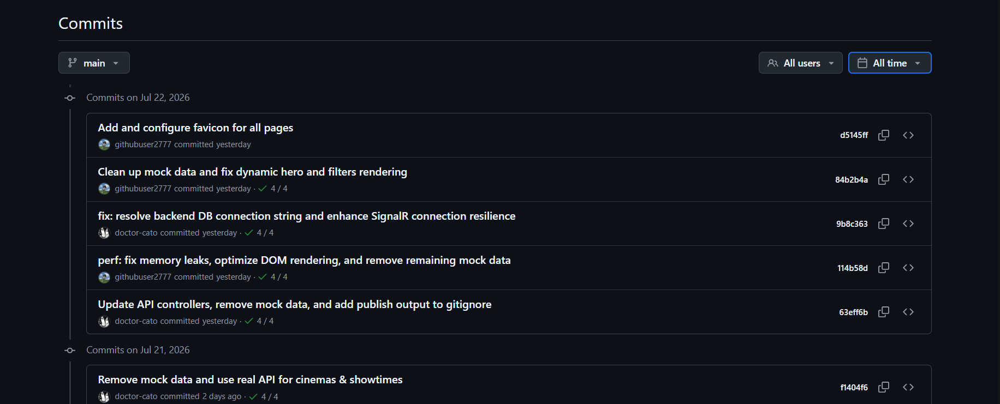 Commits
main
All users
All time
Commits on Jul 22, 2026
Add and configure favicon for all pages
githubuser2777 committed yesterday
d5145ff
Clean up mock data and fix dynamic hero and filters rendering
githubuser2777 committed yesterday · 4 / 4
84b2b4a
fix: resolve backend DB connection string and enhance SignalR connection resilience
doctor-cato committed yesterday · 4 / 4
9b8c363
perf: fix memory leaks, optimize DOM rendering, and remove remaining mock data
githubuser2777 committed yesterday · 4 / 4
114b58d
Update API controllers, remove mock data, and add publish output to gitignore
doctor-cato committed yesterday · 4 / 4
63eff6b
Commits on Jul 21, 2026
Remove mock data and use real API for cinemas & showtimes
doctor-cato committed 2 days ago · 4 / 4
f1404f6